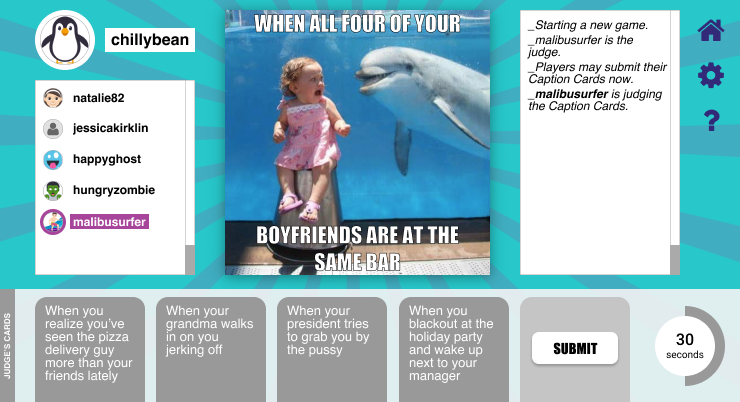 chillybean
natalie82
jessicakirklin
happyghost
hungryzombie
malibusurfer
WHEN ALL FOUR OF YOUR
BOYFRIENDS ARE AT THE
SAME BAR
_Starting a new game.
_malibusurfer is the
judge.
_Players may submit their
Caption Cards now.
_malibusurfer is judging
the Caption Cards.
?
JUDGE'S CARDS
When you
realize you've
seen the pizza
delivery guy
more than your
friends lately
When your
grandma walks
in on you
jerking off
When your
president tries
to grab you by
the pussy
When you
blackout at the
holiday party
and wake up
next to your
manager
SUBMIT
30
seconds